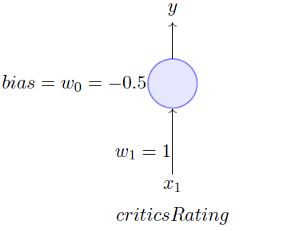 y
bias = w₀ = −0.5
w₁ = 1
x₁
criticsRating